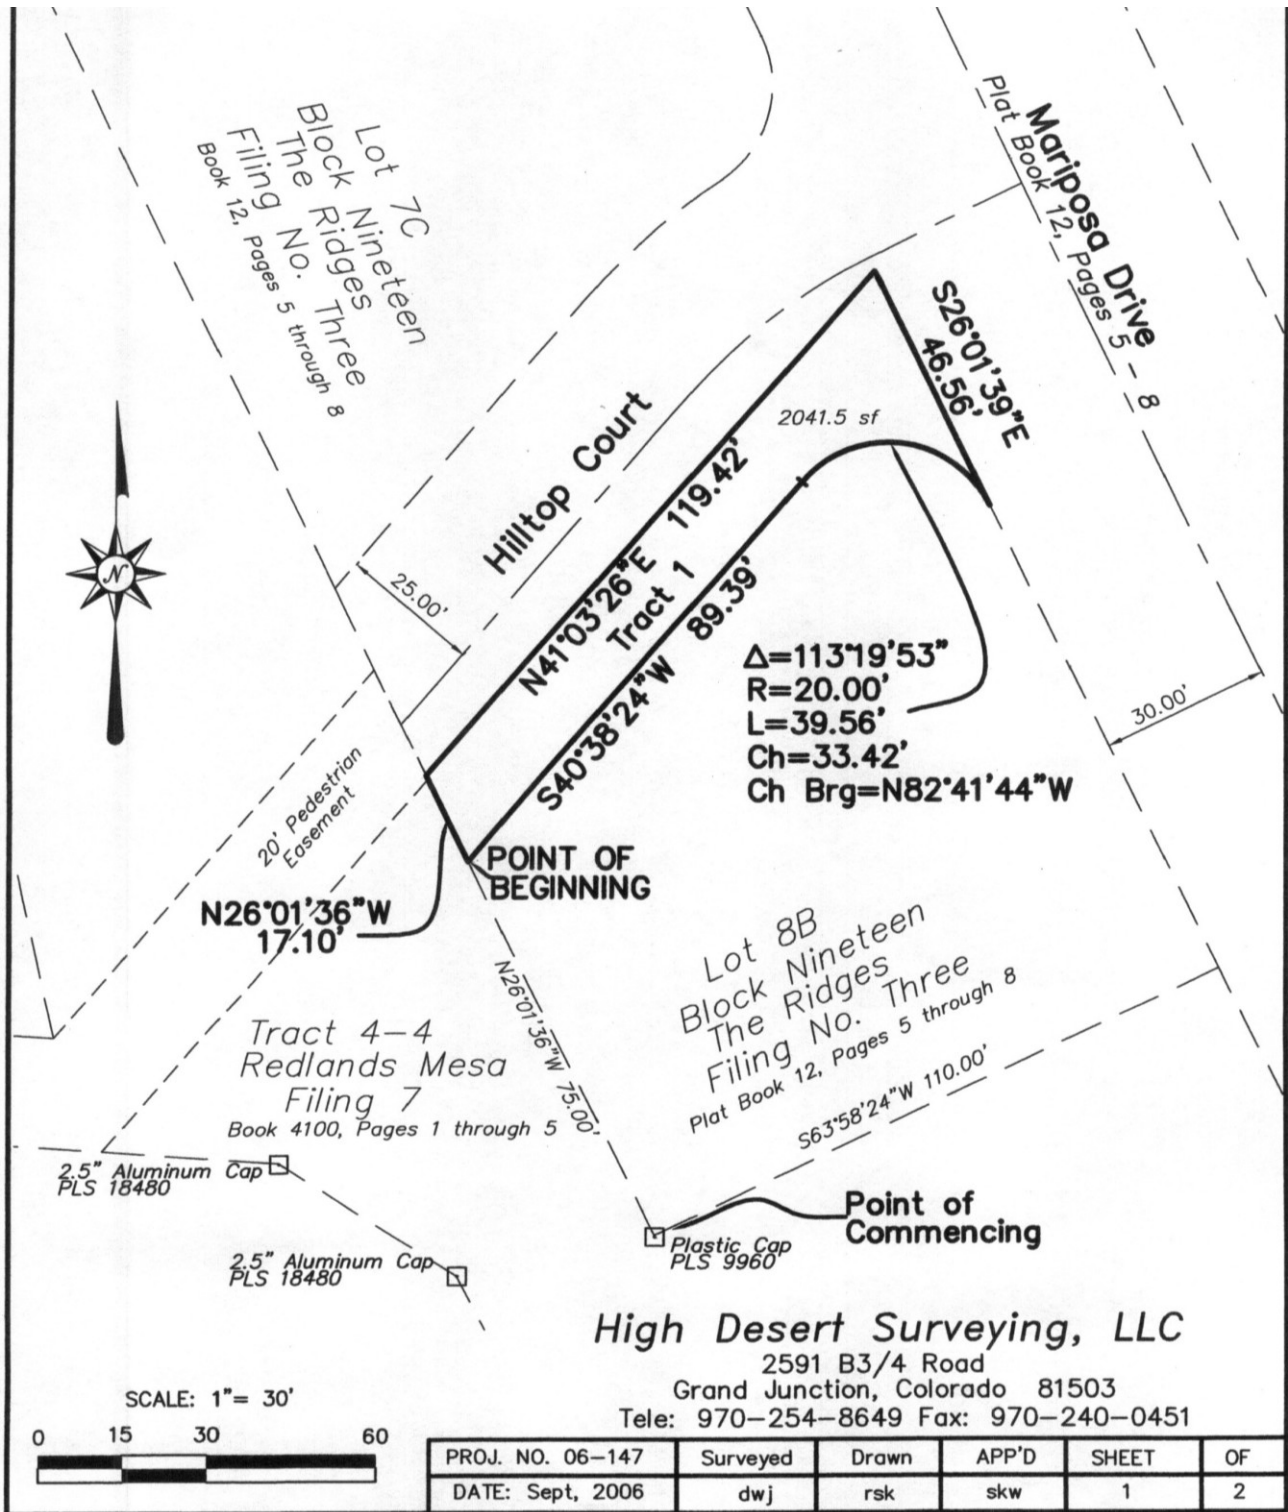 Lot 7C
Block Nineteen
The Ridges
Filing No. Three
Book 12, Pages 5 through 8
Mariposa Drive
Plat Book 12, Pages 5 - 8
S26°01'39"E
46.56'
2041.5 sf
Hilltop Court
N41°03'26"E 119.42'
Tract 1
S40°38'24"W 89.39'
25.00'
N
Δ=113°19'53"
R=20.00'
L=39.56'
Ch=33.42'
Ch Brg=N82°41'44"W
30.00'
20' Pedestrian
Easement
POINT OF
BEGINNING
N26°01'36"W
17.10'
N26°01'36"W 75.00'
Lot 8B
Block Nineteen
The Ridges
Filing No. Three
Plat Book 12, Pages 5 through 8
S63°58'24"W 110.00'
Tract 4-4
Redlands Mesa
Filing 7
Book 4100, Pages 1 through 5
2.5" Aluminum Cap
PLS 18480
2.5" Aluminum Cap
PLS 18480
Plastic Cap
PLS 9960
Point of
Commencing
High Desert Surveying, LLC
2591 B3/4 Road
Grand Junction, Colorado 81503
Tele: 970-254-8649 Fax: 970-240-0451
SCALE: 1"= 30'
0 15 30 60
PROJ. NO. 06-147 Surveyed Drawn APP'D SHEET OF
DATE: Sept, 2006 dwj rsk skw 1 2